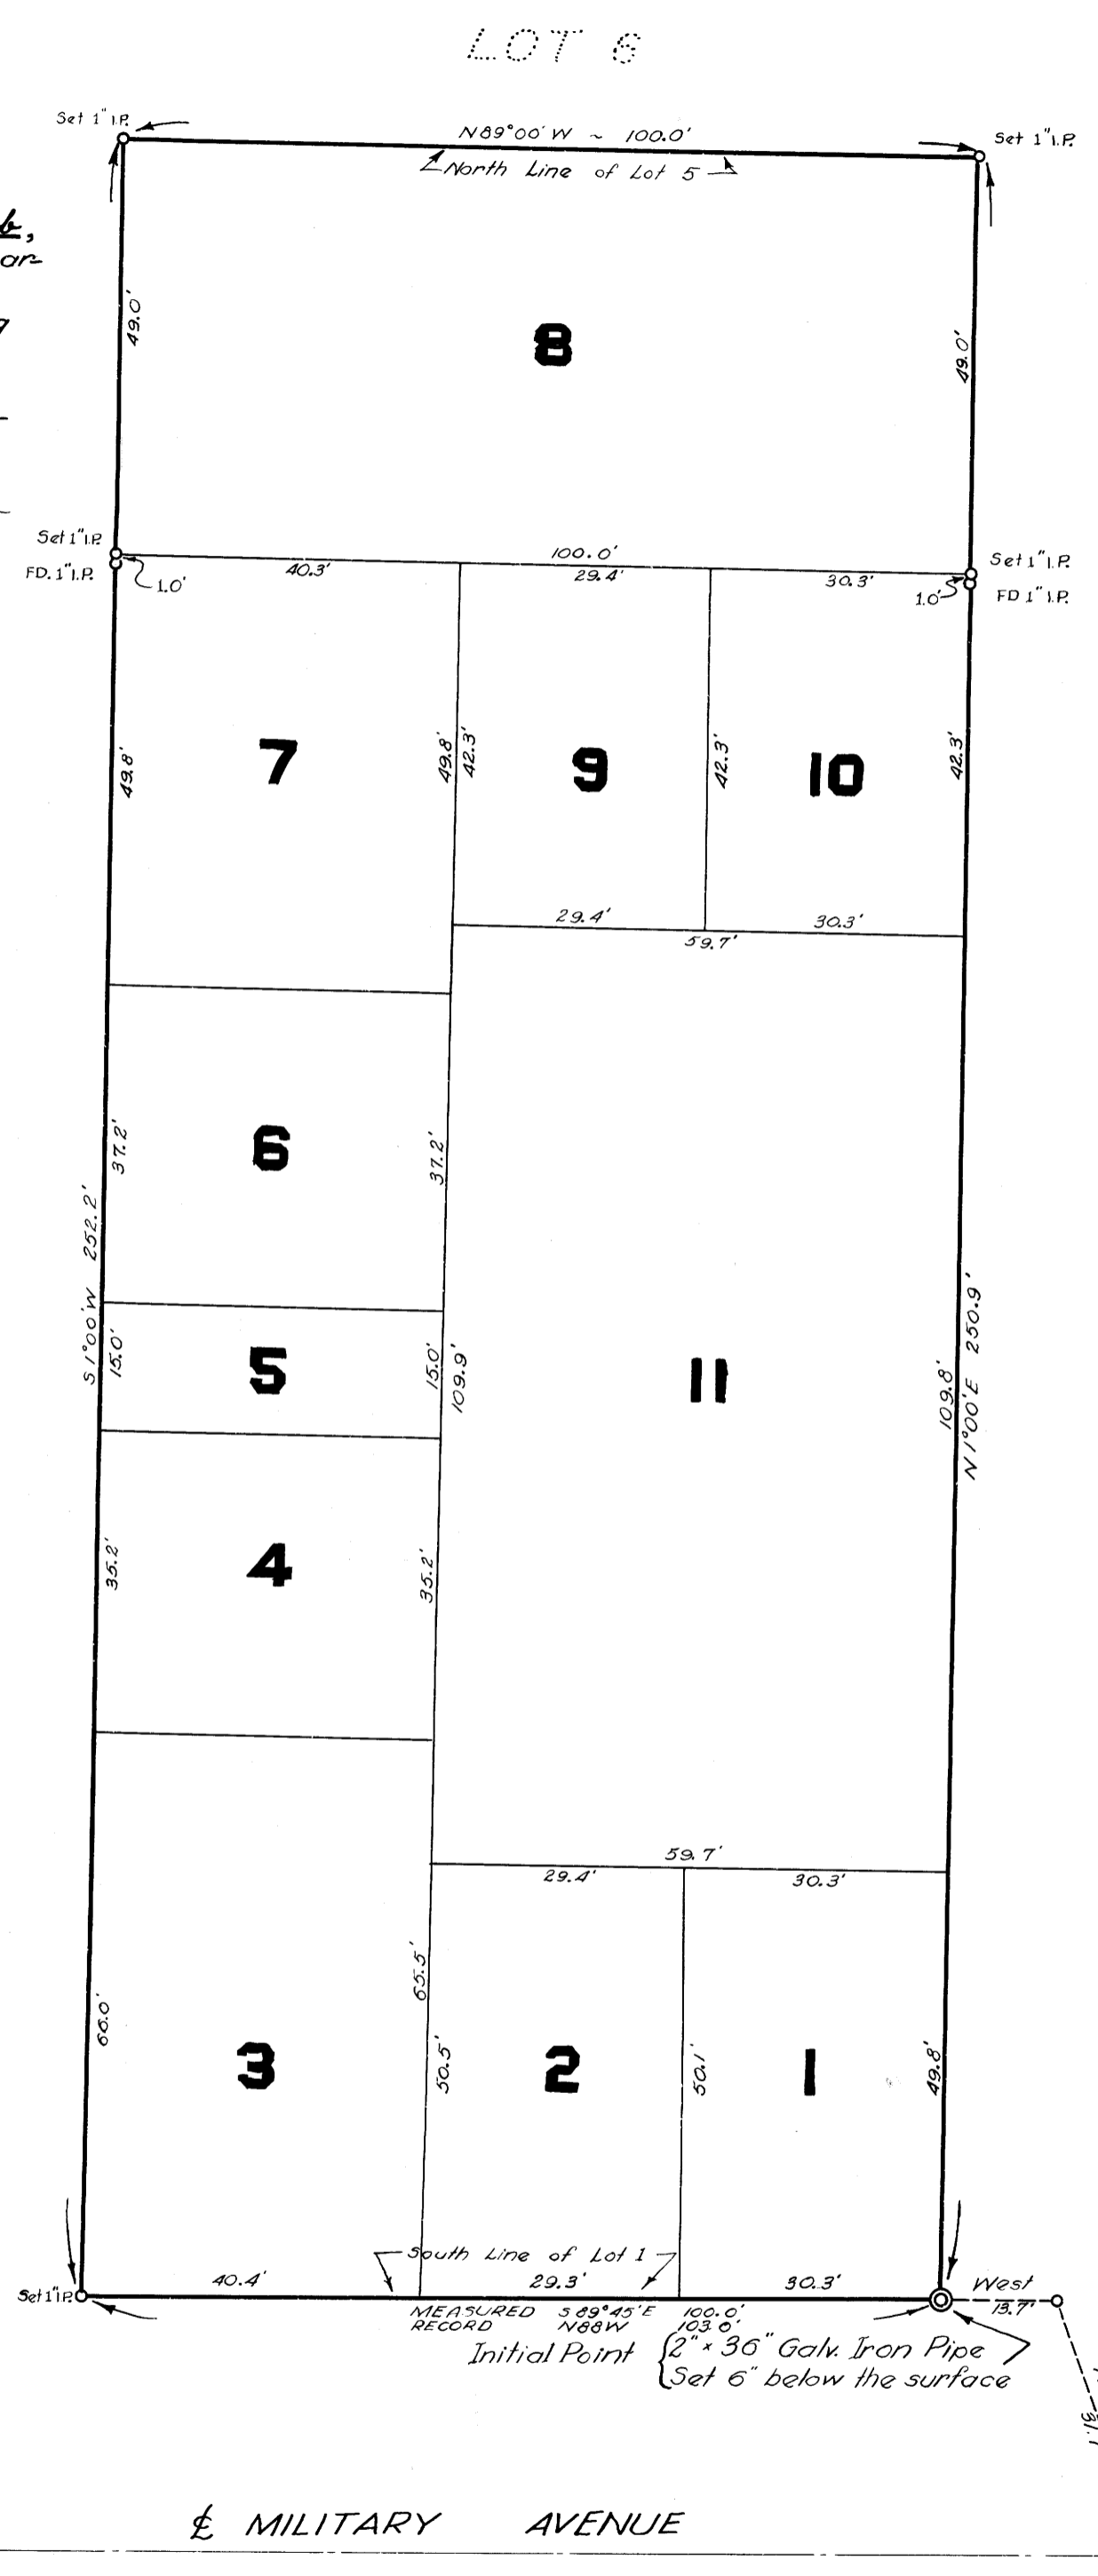 LOT 6
Set 1" I.P.
N89°00'W ~ 100.0'
Set 1" I.P.
North Line of Lot 5
ar-
49.0'
8
49.0'
Set 1" I.P.
100.0'
Set 1" I.P.
FD. 1" I.P.
1.0'
40.3'
29.4'
30.3'
1.0'
FD 1" I.P.
49.8'
7
49.8'
42.3'
9
42.3'
10
42.3'
29.4'
30.3'
59.7'
37.2'
6
37.2'
S 1°00'W 252.2'
15.0'
5
15.0'
109.9'
11
109.8'
N 1°00'E 250.9'
35.2'
4
35.2'
59.7'
29.4'
30.3'
66.0'
3
65.5'
50.5'
2
50.1'
1
49.8'
South Line of Lot 1
40.4'
29.3'
30.3'
West
Set 1" I.P.
13.7'
MEASURED S 89°45'E 100.0'
RECORD N88W 103.0'
Initial Point {2" x 36" Galv. Iron Pipe
Set 6" below the surface
31.1
℄ MILITARY AVENUE